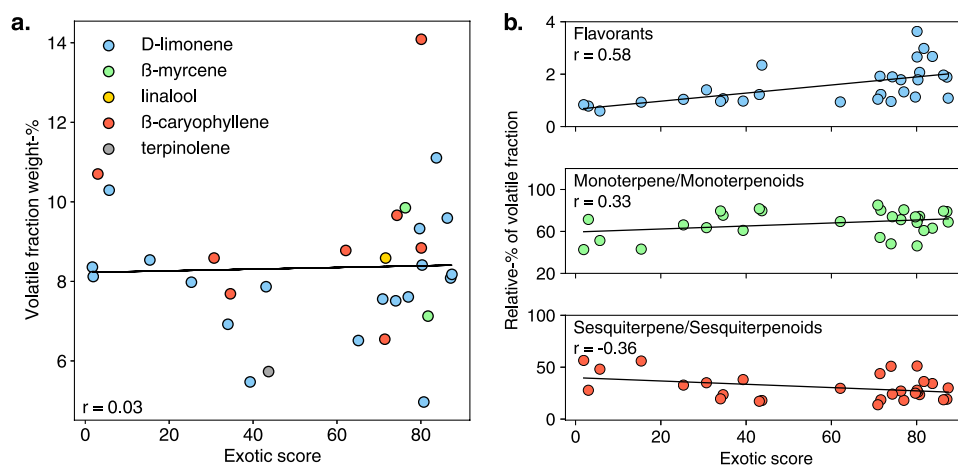 a.
Volatile fraction weight-%
14
12
10
8
6
D-limonene
ß-myrcene
linalool
ß-caryophyllene
terpinolene
r = 0.03
0 20 40 60 80
Exotic score
b.
Relative-% of volatile fraction
4
2
0
Flavorants
r = 0.58
100
60
20
Monoterpene/Monoterpenoids
r = 0.33
100
50
0
Sesquiterpene/Sesquiterpenoids
r = -0.36
0 20 40 60 80
Exotic score